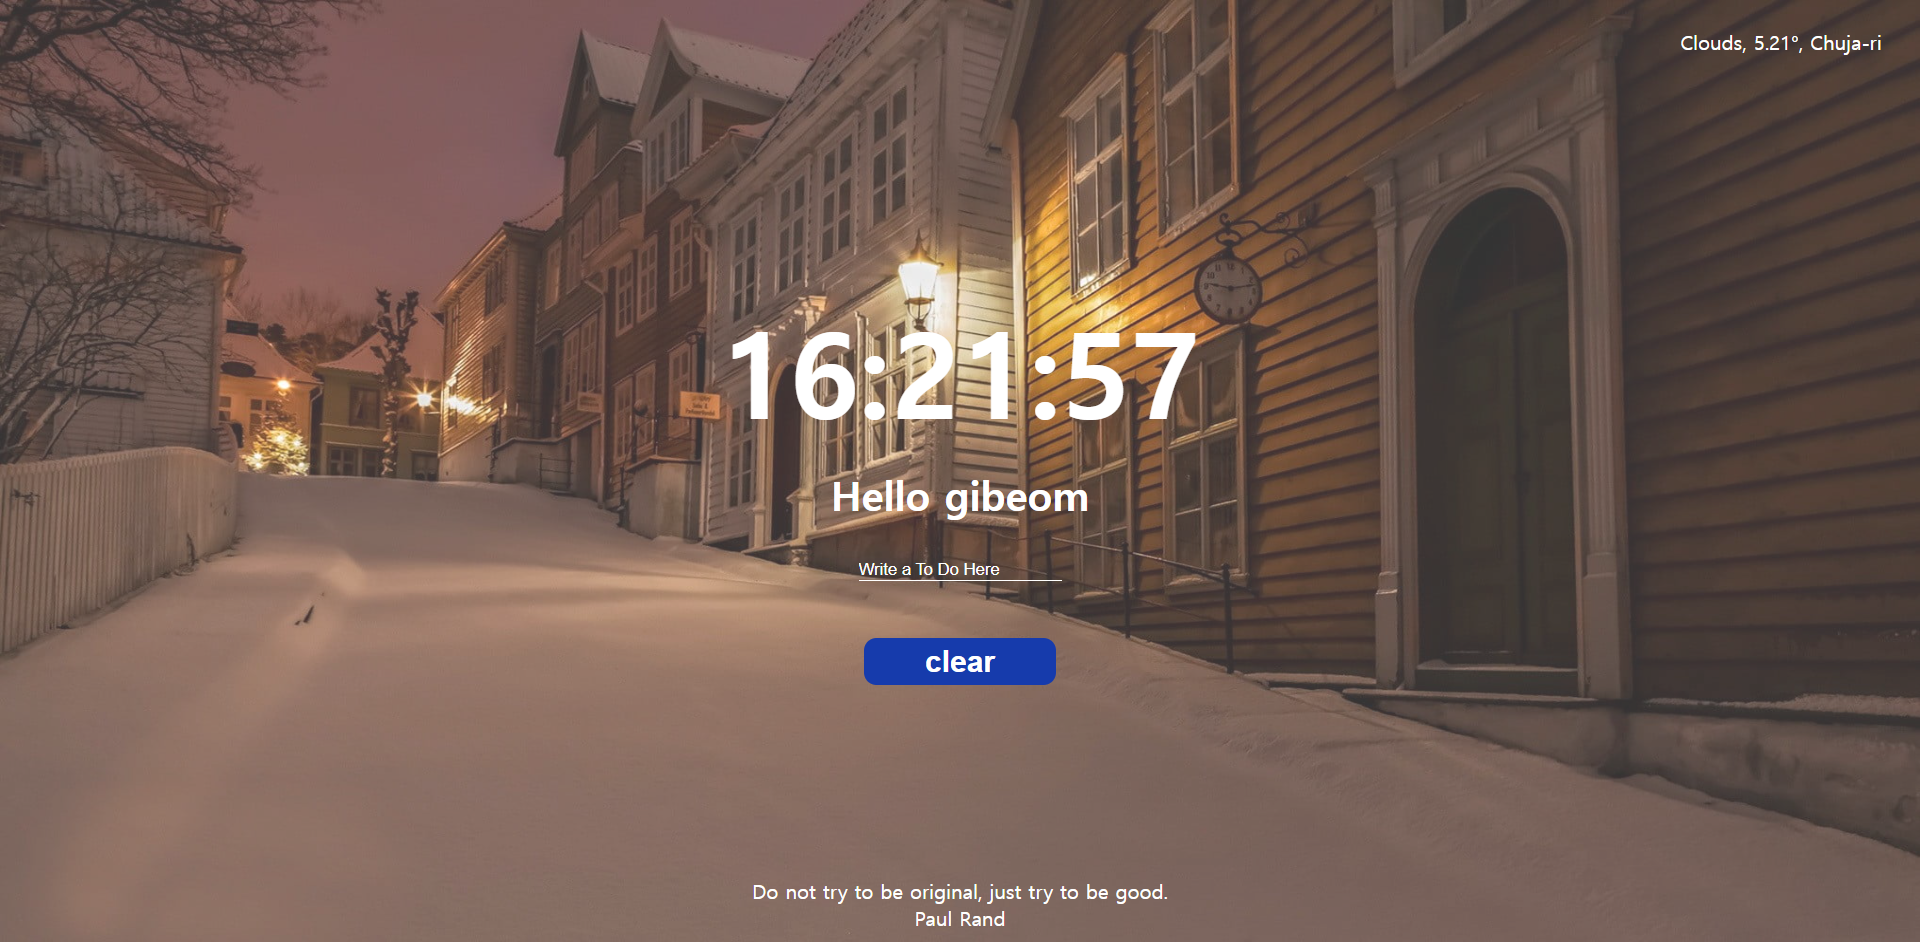 Clouds, 5.21°, Chuja-ri
16:21:57
Hello gibeom
Write a To Do Here
clear
Do not try to be original, just try to be good.
Paul Rand